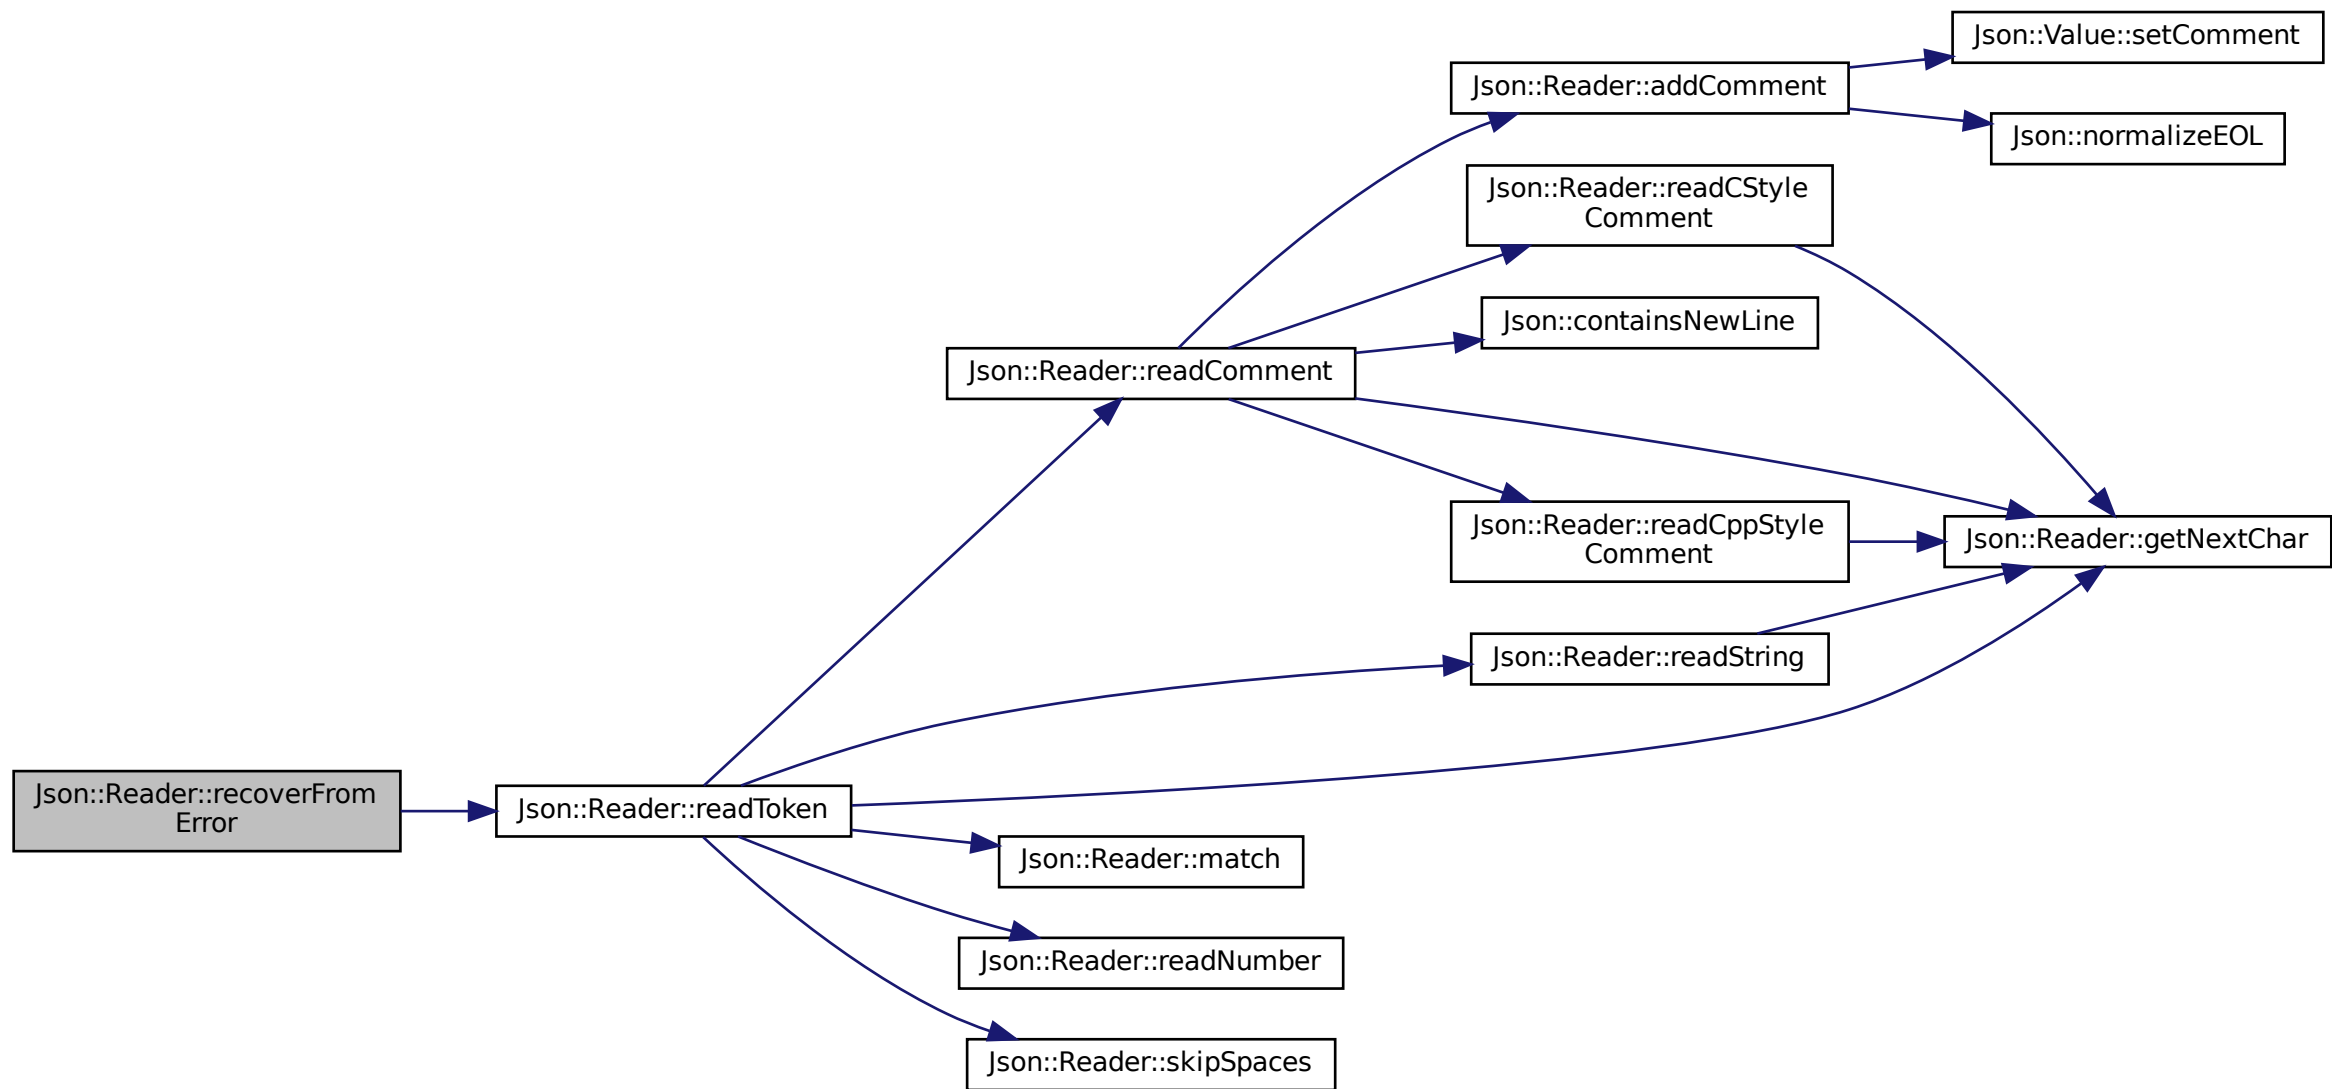 Json::Value::setComment
Json::Reader::addComment
Json::normalizeEOL
Json::Reader::readCStyle
Comment
Json::containsNewLine
Json::Reader::readComment
Json::Reader::readCppStyle
Comment
Json::Reader::getNextChar
Json::Reader::readString
Json::Reader::recoverFrom
Error
Json::Reader::readToken
Json::Reader::match
Json::Reader::readNumber
Json::Reader::skipSpaces